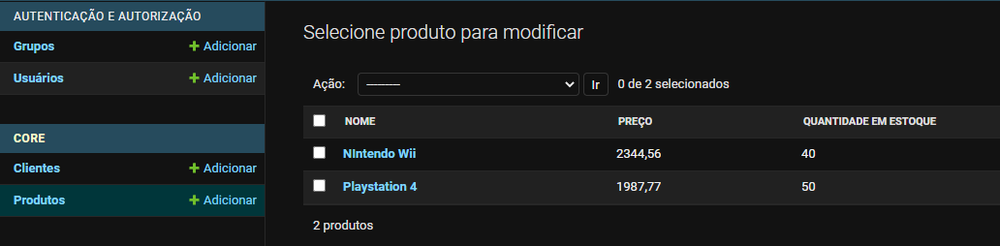 AUTENTICAÇÃO E AUTORIZAÇÃO
Grupos + Adicionar
Usuários + Adicionar
CORE
Clientes + Adicionar
Produtos + Adicionar
Selecione produto para modificar
Ação: --------- Ir 0 de 2 selecionados
NOME PREÇO QUANTIDADE EM ESTOQUE
NIntendo Wii 2344,56 40
Playstation 4 1987,77 50
2 produtos